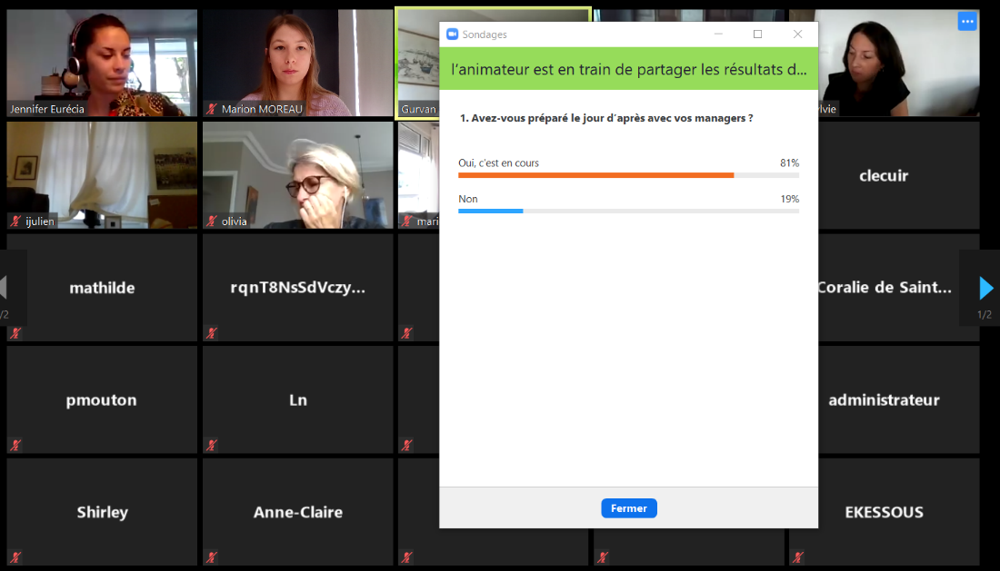 Sondages
l'animateur est en train de partager les résultats d...
1. Avez-vous préparé le jour d'après avec vos managers ?
Oui, c'est en cours 81%
Non 19%
Fermer
Jennifer Eurécia
Marion MOREAU
Gurvan
lvie
ijulien
olivia
mari
clecuir
mathilde
rqnT8NsSdVczy...
Coralie de Saint...
/2
1/2
pmouton
Ln
administrateur
Shirley
Anne-Claire
EKESSOUS